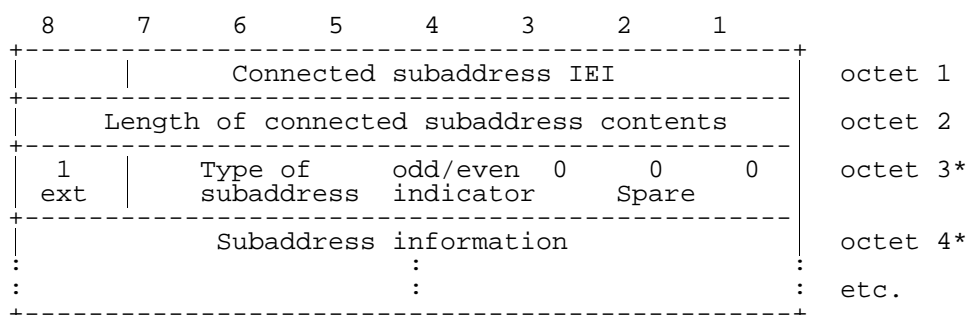 8 7 6 5 4 3 2 1
Connected subaddress IEI octet 1
Length of connected subaddress contents octet 2
1 Type of odd/even 0 0 0 octet 3*
ext subaddress indicator Spare
Subaddress information octet 4*
: : :
: : : etc.